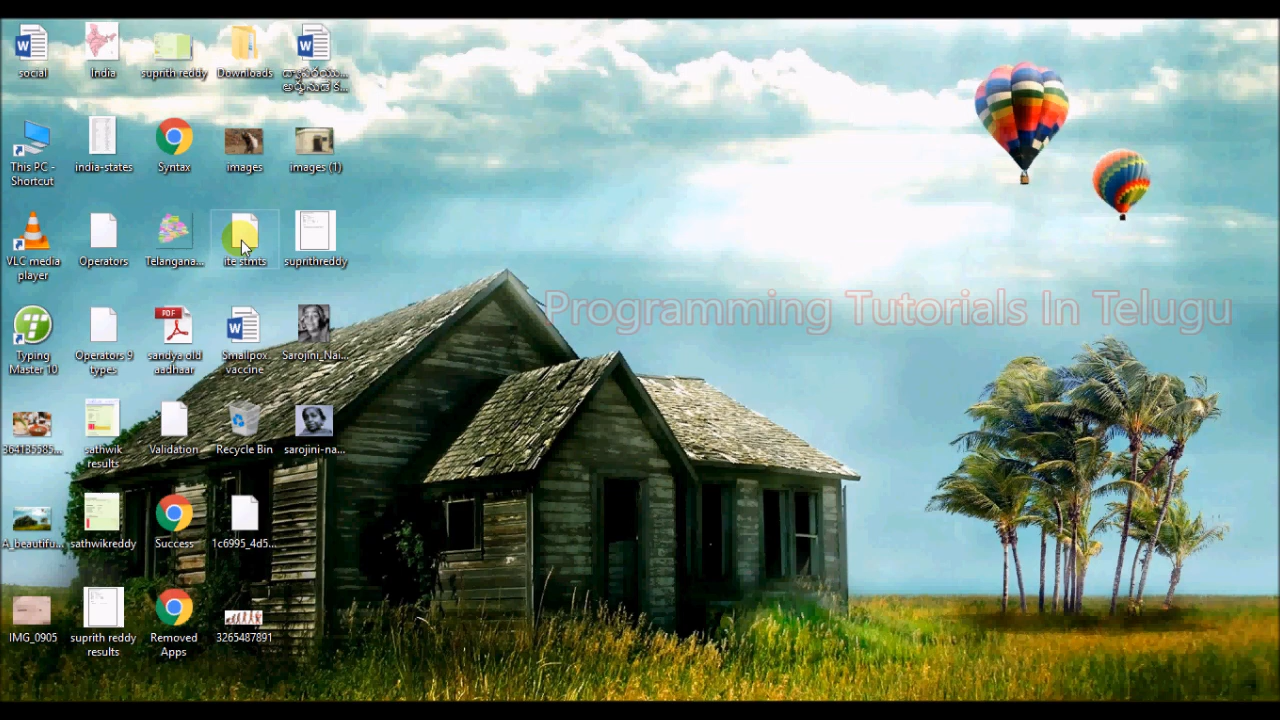 social
India
suprith reddy
Downloads
This PC -
Shortcut
india-states
Syntax
images
images (1)
VLC media
player
Operators
Telangana...
ite stmts
suprithreddy
Programming Tutorials In Telugu
Typing
Master 10
Operators 9
types
sandya old
aadhaar
Smallpox
vaccine
Sarojini_Nai...
sathwik
results
Validation
Recycle Bin
sarojini-na...
A_beautifu...
sathwikreddy
Success
1c6995_4d5...
IMG_0905
suprith reddy
results
Removed
Apps
3265487891